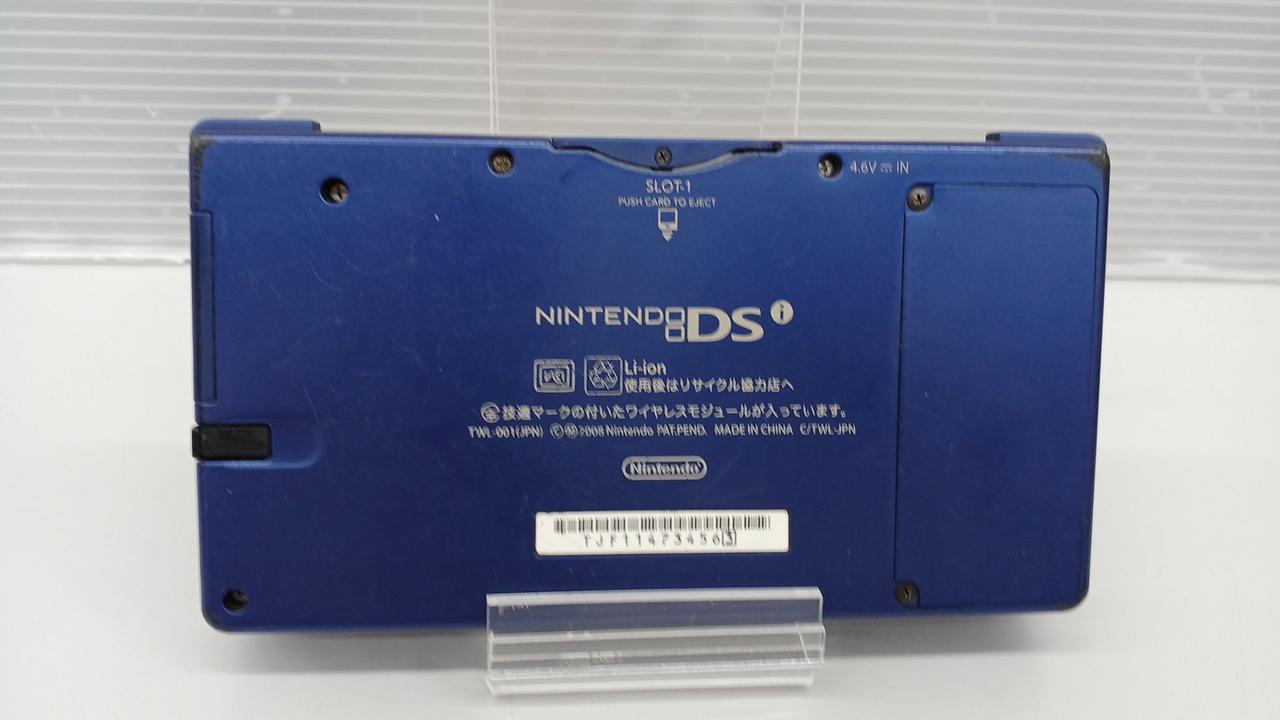 4.6V ⎓ IN
SLOT-1
PUSH CARD TO EJECT
NINTENDO DSi
Li-ion
使用後はリサイクル協力店へ
技適マークの付いたワイヤレスモジュールが入っています。
TWL-001(JPN) ©Ⓜ2008 Nintendo PAT.PEND. MADE IN CHINA C/TWL-JPN
Nintendo
TJF114734563